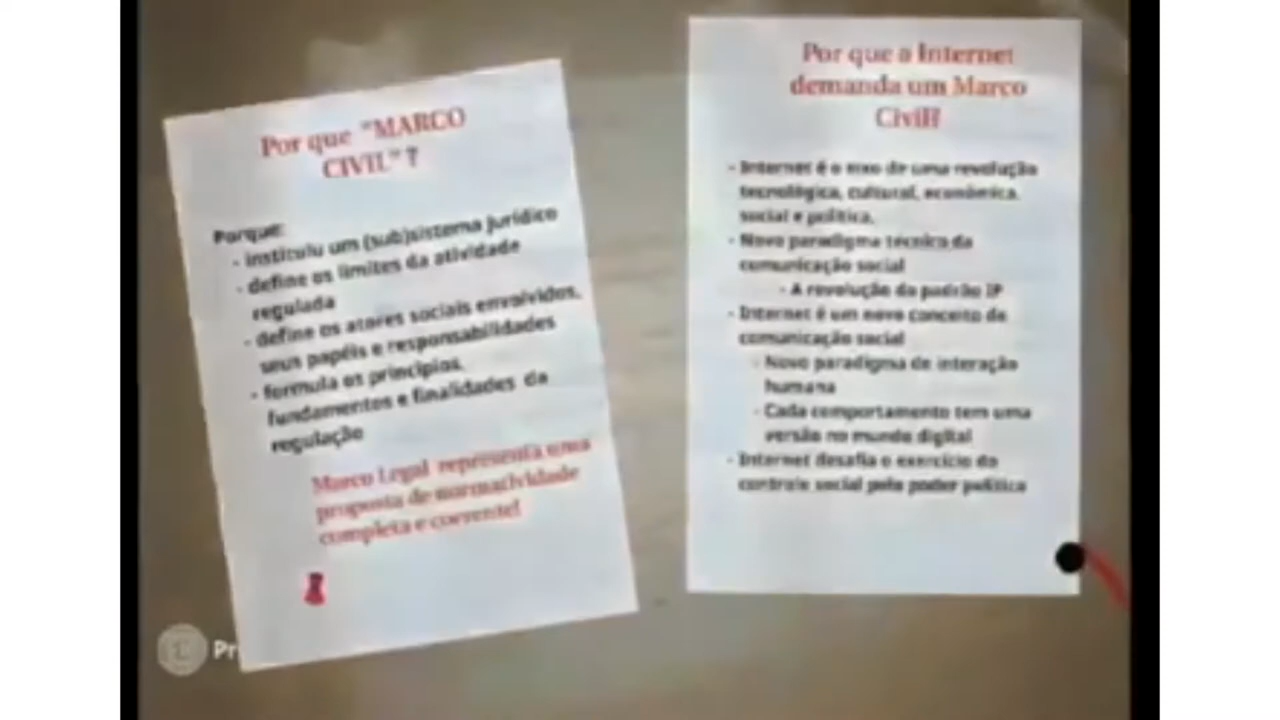 Por que "MARCO
CIVIL" ?
Porque:
- instituiu um (sub)sistema jurídico
- define os limites da atividade
regulada
- define os atores sociais envolvidos,
seus papéis e responsabilidades
- formula os princípios,
fundamentos e finalidades da
regulação
Marco Legal representa uma
proposta de normatividade
completa e coerente!
Por que a Internet
demanda um Marco
Civil?
- Internet é o eixo de uma revolução
tecnológica, cultural, econômica,
social e política.
- Novo paradigma técnico da
comunicação social
- A revolução do padrão IP
- Internet é um novo conceito de
comunicação social
- Novo paradigma de interação
humana
- Cada comportamento tem uma
versão no mundo digital
- Internet desafia o exercício do
controle social pelo poder político
Pr